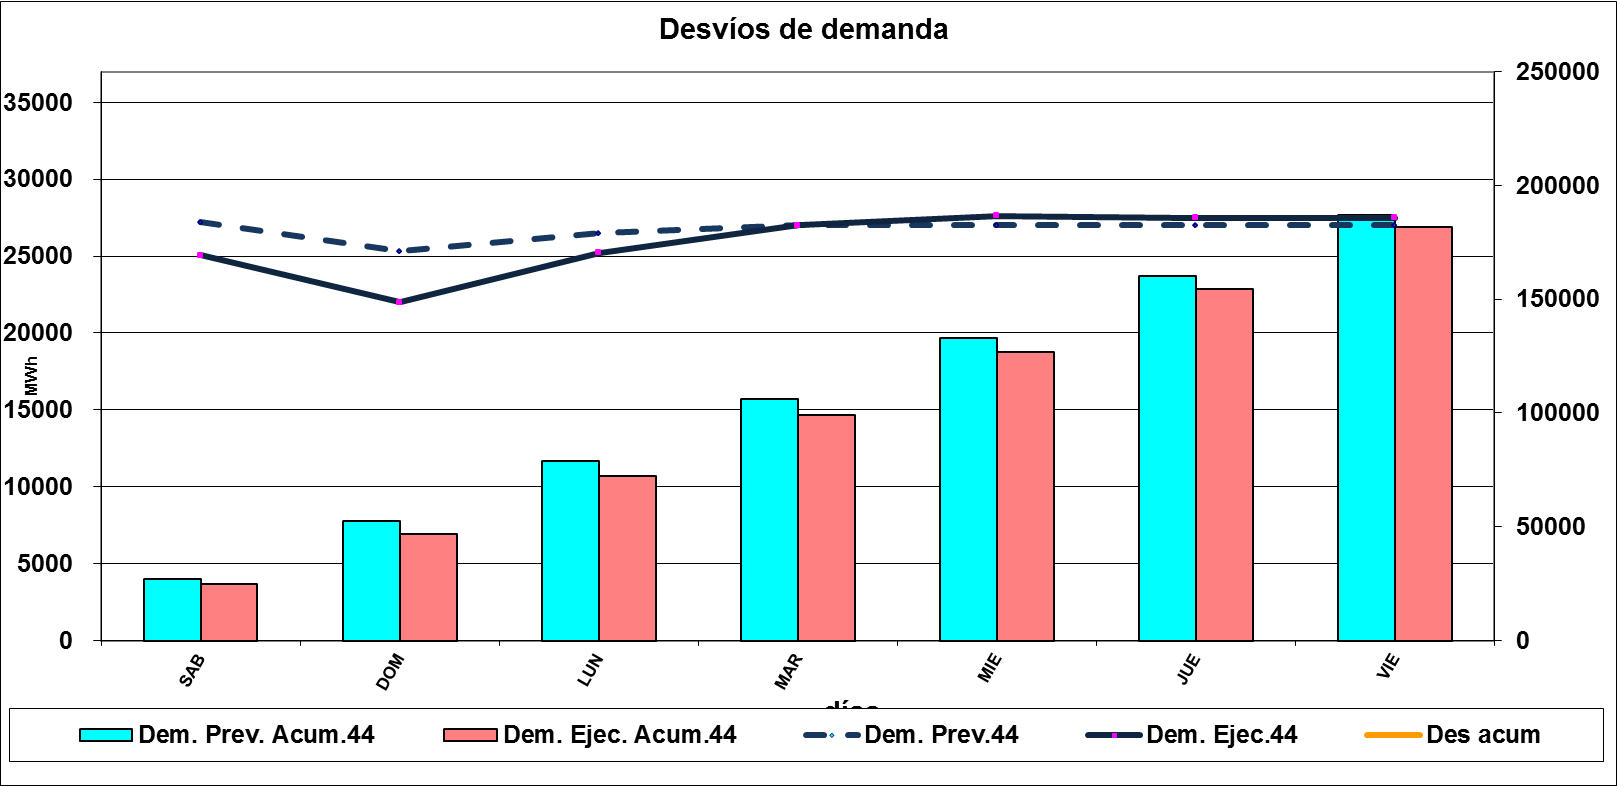 Desvíos de demanda
35000
30000
25000
20000
15000
10000
5000
0
MWh
250000
200000
150000
100000
50000
0
SAB
DOM
LUN
MAR
MIE
JUE
VIE
días
Dem. Prev. Acum.44
Dem. Ejec. Acum.44
Dem. Prev.44
Dem. Ejec.44
Des acum